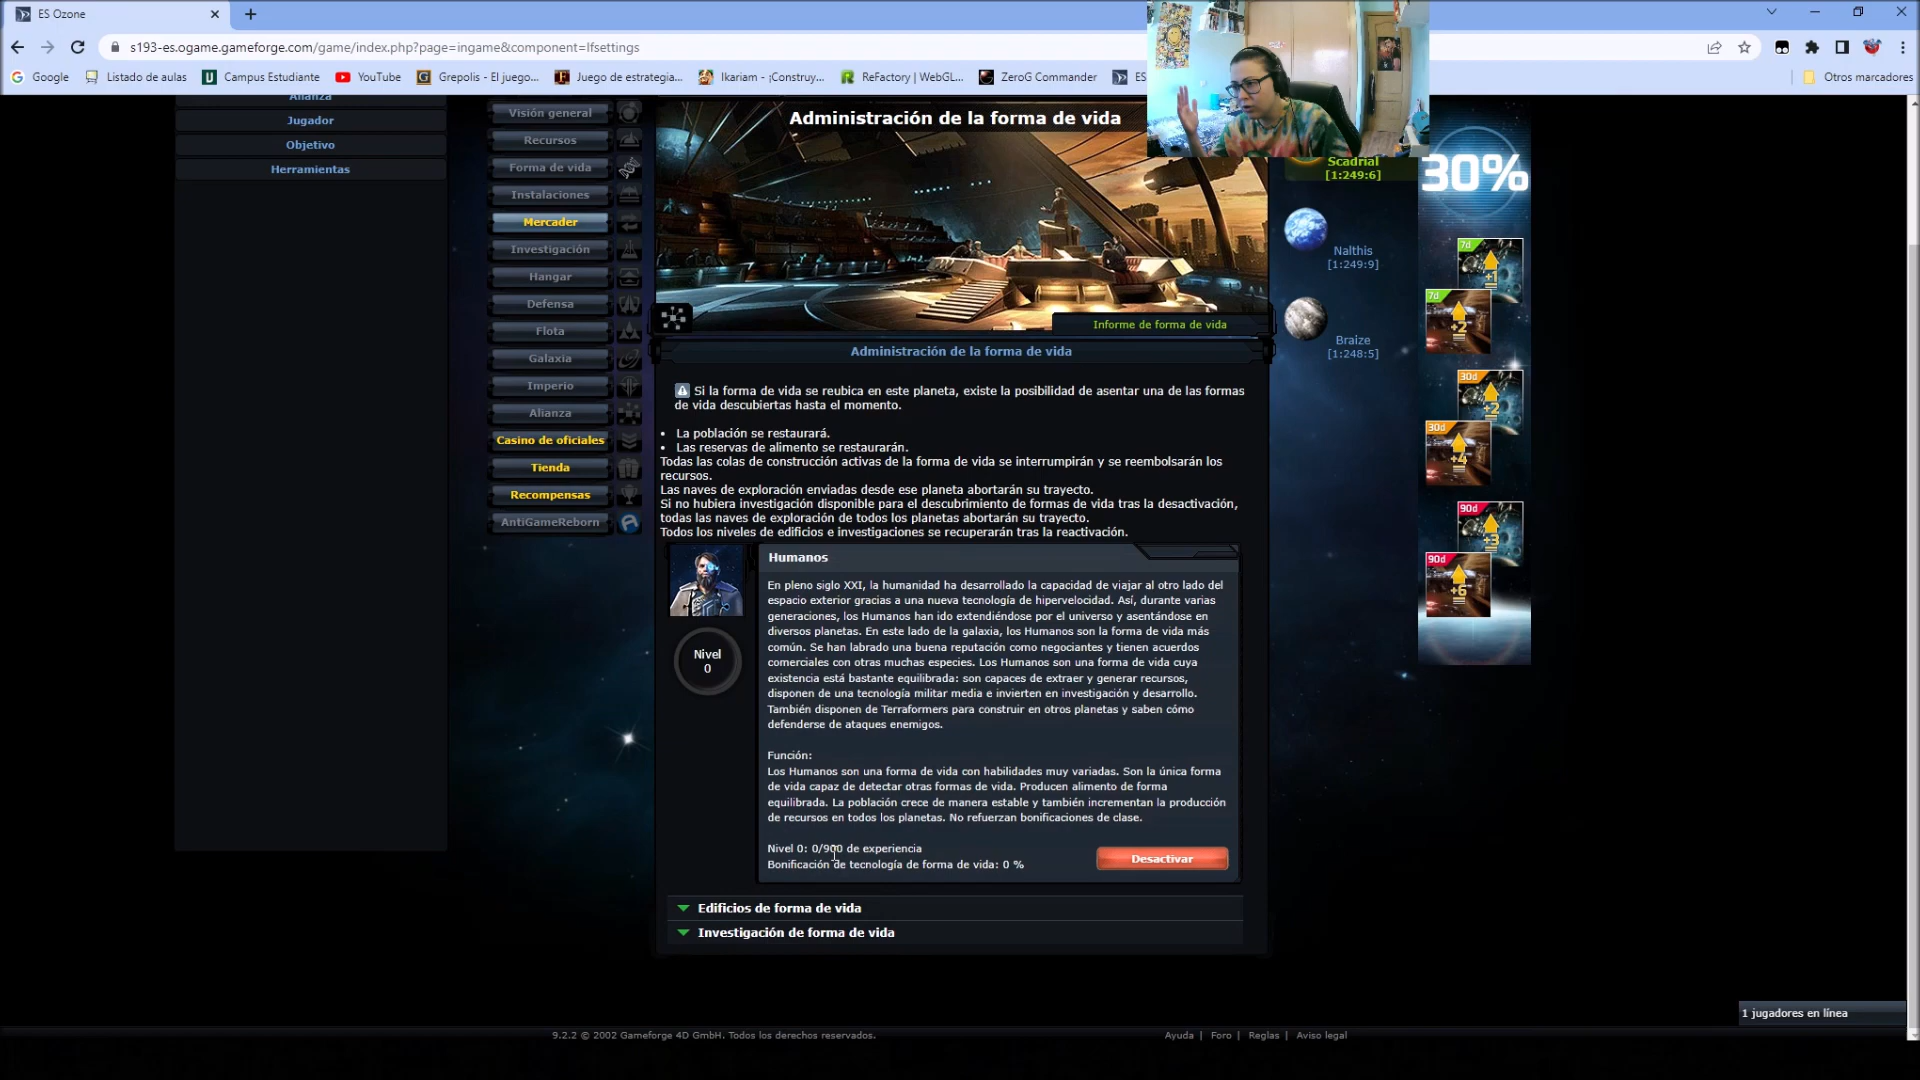 ES Ozone
s193-es.ogame.gameforge.com/game/index.php?page=ingame&component=lfsettings
Google
Listado de aulas
Campus Estudiante
YouTube
Grepolis - El juego...
Juego de estrategia...
Ikariam - ¡Construy...
ReFactory | WebGL...
ZeroG Commander
ES
Otros marcadores
Alianza
Jugador
Objetivo
Herramientas
Visión general
Recursos
Forma de vida
Instalaciones
Mercader
Investigación
Hangar
Defensa
Flota
Galaxia
Imperio
Alianza
Casino de oficiales
Tienda
Recompensas
AntiGameReborn
Administración de la forma de vida
Informe de forma de vida
Administración de la forma de vida
Si la forma de vida se reubica en este planeta, existe la posibilidad de asentar una de las formas
de vida descubiertas hasta el momento.
• La población se restaurará.
• Las reservas de alimento se restaurarán.
Todas las colas de construcción activas de la forma de vida se interrumpirán y se reembolsarán los
recursos.
Las naves de exploración enviadas desde ese planeta abortarán su trayecto.
Si no hubiera investigación disponible para el descubrimiento de formas de vida tras la desactivación,
todas las naves de exploración de todos los planetas abortarán su trayecto.
Todos los niveles de edificios e investigaciones se recuperarán tras la reactivación.
Humanos
Nivel
0
En pleno siglo XXI, la humanidad ha desarrollado la capacidad de viajar al otro lado del
espacio exterior gracias a una nueva tecnología de hipervelocidad. Así, durante varias
generaciones, los Humanos han ido extendiéndose por el universo y asentándose en
diversos planetas. En este lado de la galaxia, los Humanos son la forma de vida más
común. Se han labrado una buena reputación como negociantes y tienen acuerdos
comerciales con otras muchas especies. Los Humanos son una forma de vida cuya
existencia está bastante equilibrada: son capaces de extraer y generar recursos,
disponen de una tecnología militar media e invierten en investigación y desarrollo.
También disponen de Terraformers para construir en otros planetas y saben cómo
defenderse de ataques enemigos.
Función:
Los Humanos son una forma de vida con habilidades muy variadas. Son la única forma
de vida capaz de detectar otras formas de vida. Producen alimento de forma
equilibrada. La población crece de manera estable y también incrementan la producción
de recursos en todos los planetas. No refuerzan bonificaciones de clase.
Nivel 0: 0/900 de experiencia
Bonificación de tecnología de forma de vida: 0 %
Desactivar
Edificios de forma de vida
Investigación de forma de vida
Scadrial
[1:249:6]
Nalthis
[1:249:9]
Braize
[1:248:5]
30%
7d
+1
7d
+2
30d
+2
30d
+4
90d
+3
90d
+6
1 jugadores en línea
9.2.2 © 2002 Gameforge 4D GmbH. Todos los derechos reservados.
Ayuda | Foro | Reglas | Aviso legal